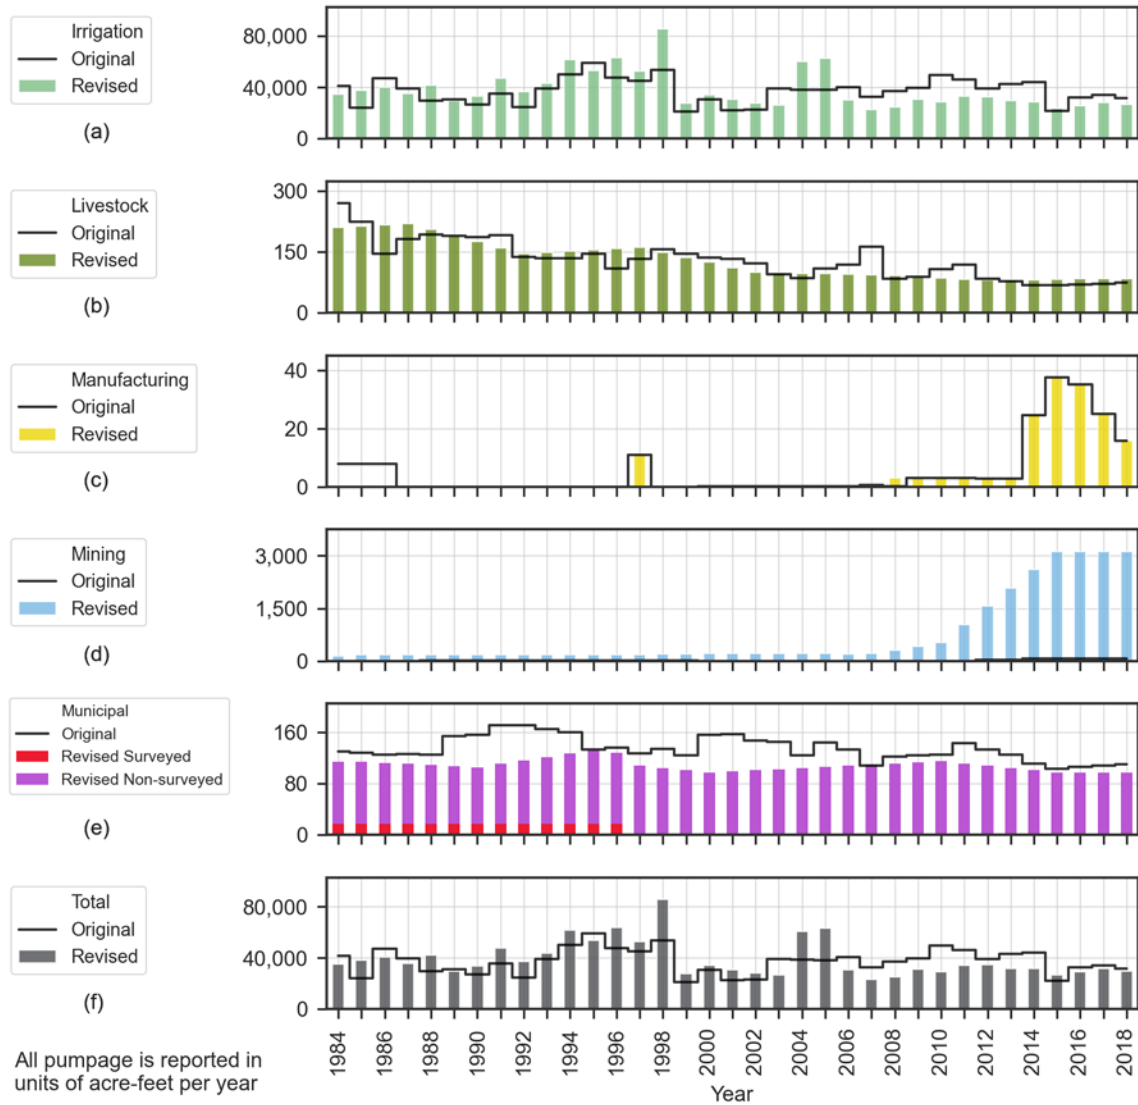 Irrigation
Original
Revised
(a)
80,000
40,000
0
Livestock
Original
Revised
(b)
300
150
0
Manufacturing
Original
Revised
(c)
40
20
0
Mining
Original
Revised
(d)
3,000
1,500
0
Municipal
Original
Revised Surveyed
Revised Non-surveyed
(e)
160
80
0
Total
Original
Revised
(f)
80,000
40,000
0
1984
1986
1988
1990
1992
1994
1996
1998
2000
2002
2004
2006
2008
2010
2012
2014
2016
2018
Year
All pumpage is reported in
units of acre-feet per year